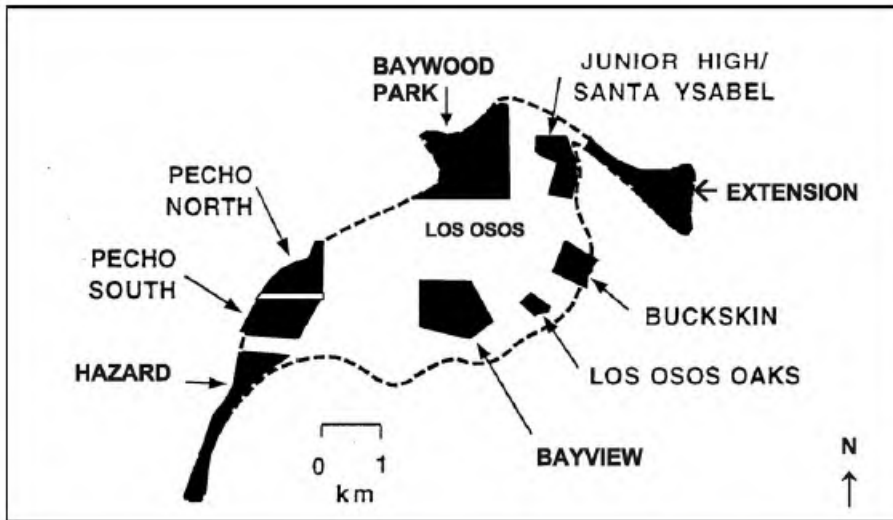 BAYWOOD
PARK
JUNIOR HIGH/
SANTA YSABEL
PECHO
NORTH
← EXTENSION
LOS OSOS
PECHO
SOUTH
BUCKSKIN
HAZARD
LOS OSOS OAKS
BAYVIEW
0 1
km
N